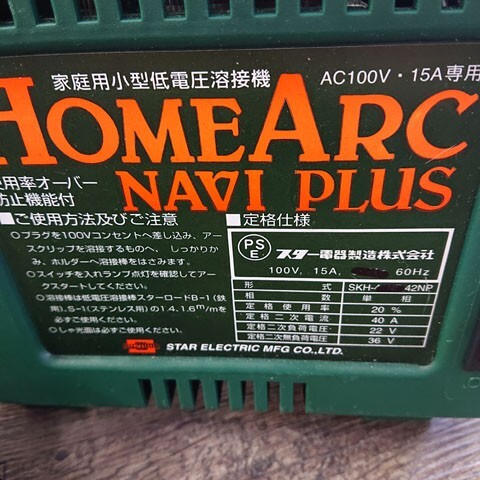 家庭用小型低電圧溶接機 AC100V・15A専用
HOMEARC
NAVI PLUS
使用率オーバー
防止機能付
■ご使用方法及びご注意
○プラグを100Vコンセントへ差し込み、アー
スクリップを溶接するものへ、しっかりか
み、ホルダーへ溶接棒をはさみます。
○スイッチを入れランプ点灯を確認してアー
クスタートします。
○溶接棒は低電圧溶接棒スターロードB-1(鉄
用)、S-1(ステンレス用)の1.4、1.6m/mを
必ずご使用ください。
○しゃ光面は必ずご使用ください。
■定格仕様
PSE スター電器製造株式会社
100V, 15A, 60Hz
形式 SKH- 42NP
相数 単相
定格使用率 20 %
定格二次電流 40 A
定格二次負荷電圧 22 V
定格二次無負荷電圧 36 V
STAR ELECTRIC MFG CO.,LTD.